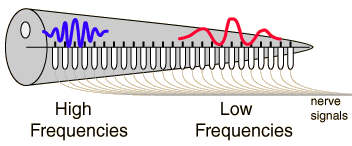 High
Frequencies
Low
Frequencies
nerve
signals